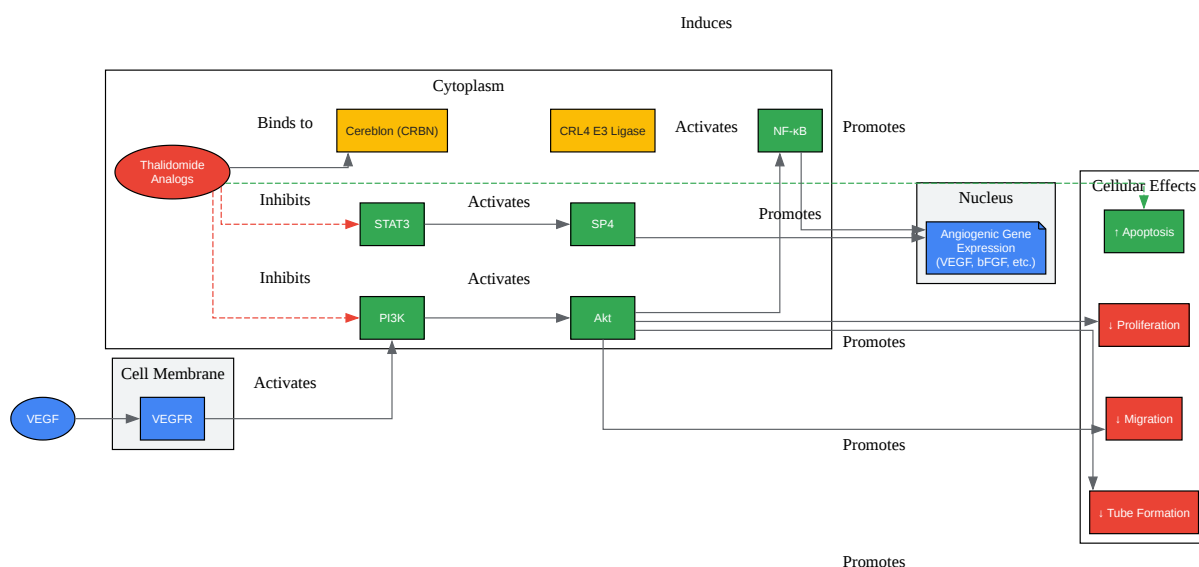 Induces
Cytoplasm
Binds to
Cereblon (CRBN)
CRL4 E3 Ligase
Activates
NF-κB
Promotes
Thalidomide
Analogs
Inhibits
STAT3
Activates
SP4
Promotes
Nucleus
Angiogenic Gene
Expression
(VEGF, bFGF, etc.)
Cellular Effects
↑ Apoptosis
Inhibits
PI3K
Activates
Akt
Promotes
↓ Proliferation
Cell Membrane
VEGF
VEGFR
Activates
↓ Migration
Promotes
↓ Tube Formation
Promotes